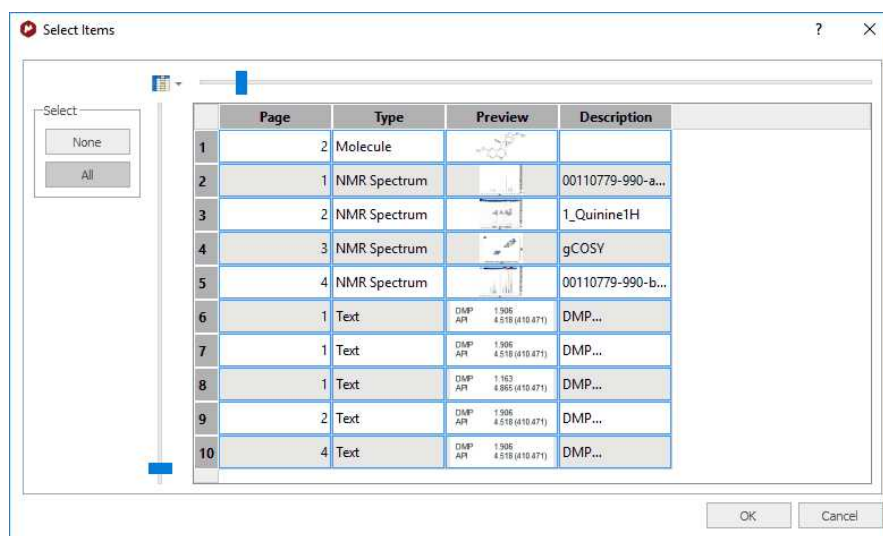 Select Items
?
Select
None
All
Page Type Preview Description
1 2 Molecule
2 1 NMR Spectrum 00110779-990-a...
3 2 NMR Spectrum 1_Quinine1H
4 3 NMR Spectrum gCOSY
5 4 NMR Spectrum 00110779-990-b...
6 1 Text DMP 1.906 DMP...
API 4.518 (410.471)
7 1 Text DMP 1.906 DMP...
API 4.518 (410.471)
8 1 Text DMP 1.163 DMP...
API 4.865 (410.471)
9 2 Text DMP 1.906 DMP...
API 4.518 (410.471)
10 4 Text DMP 1.906 DMP...
API 4.518 (410.471)
OK Cancel